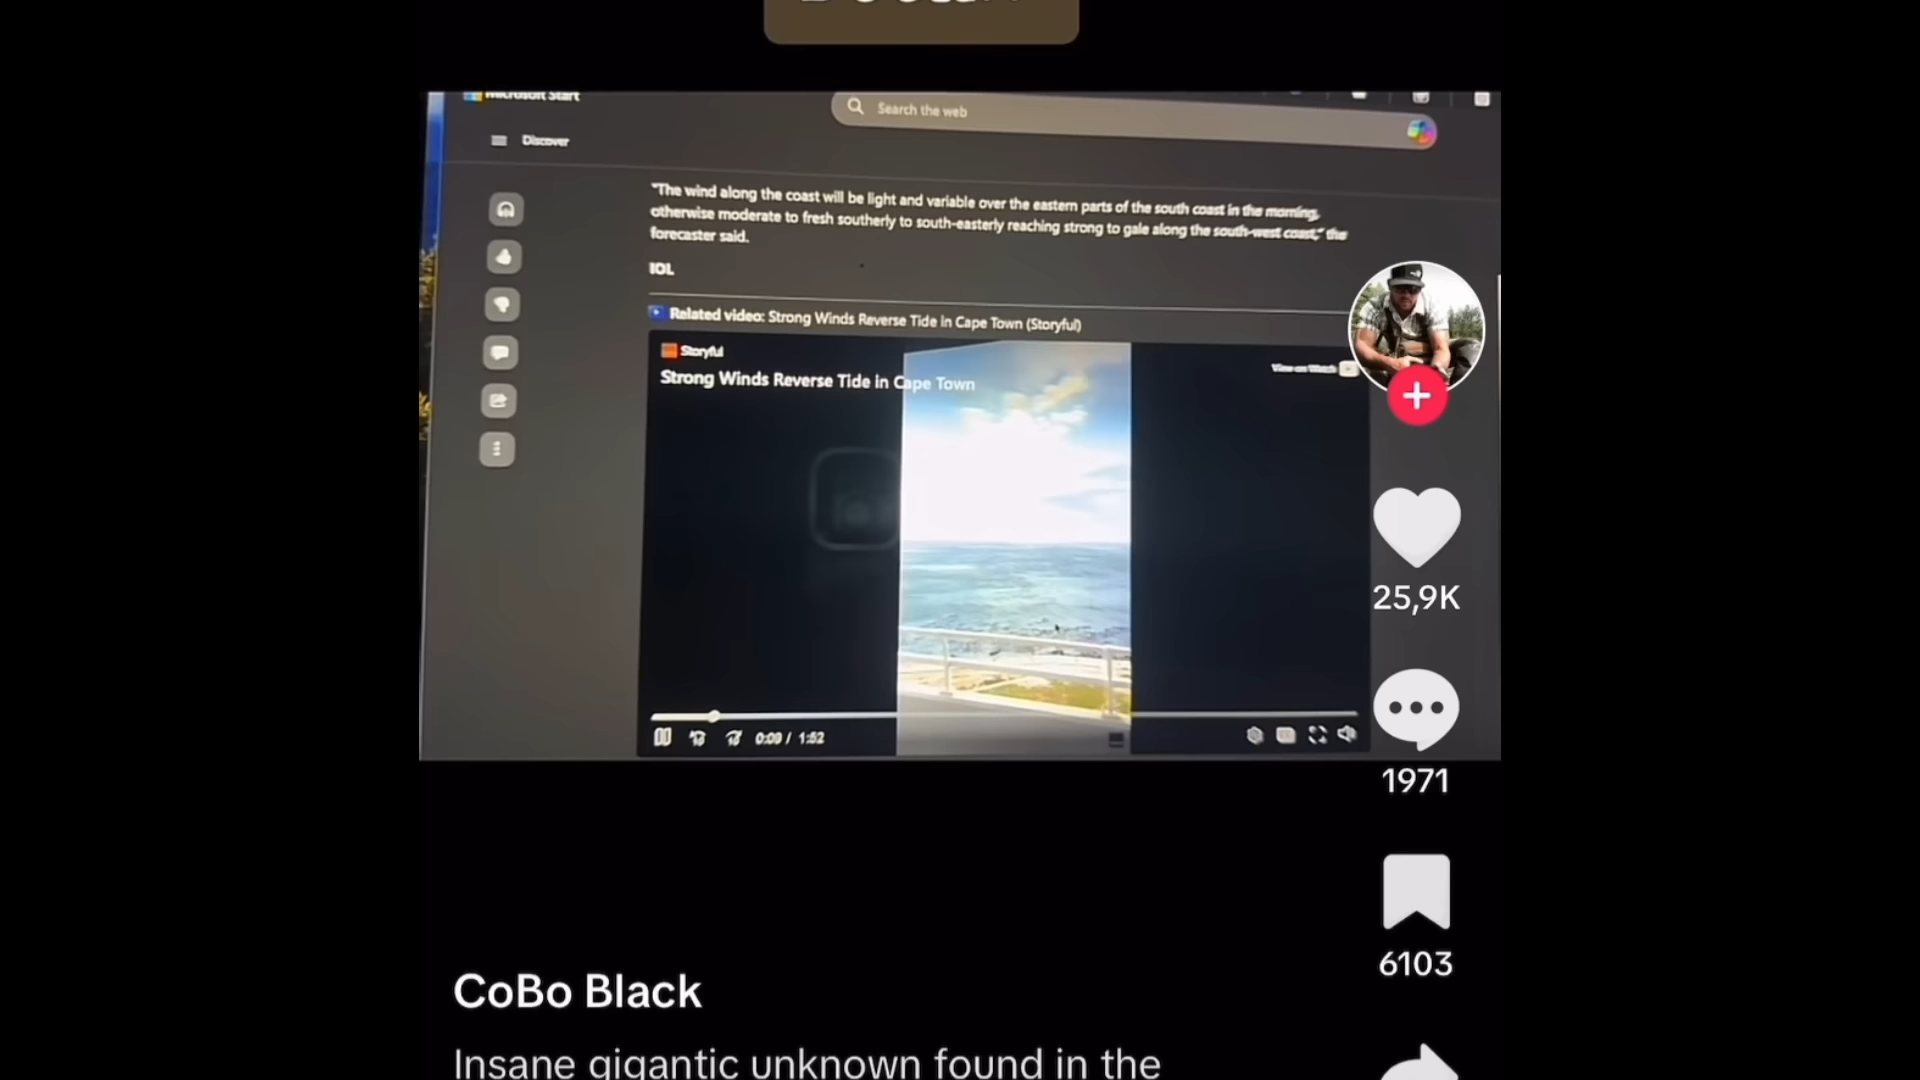 Microsoft Start
Search the web
Discover
"The wind along the coast will be light and variable over the eastern parts of the south coast in the morning,
otherwise moderate to fresh southerly to south-easterly reaching strong to gale along the south-west coast," the
forecaster said.
IOL
Related video: Strong Winds Reverse Tide in Cape Town (Storyful)
Storyful
View on Watch
Strong Winds Reverse Tide in Cape Town
0:09 / 1:52
25,9K
1971
6103
CoBo Black
Insane gigantic unknown found in the